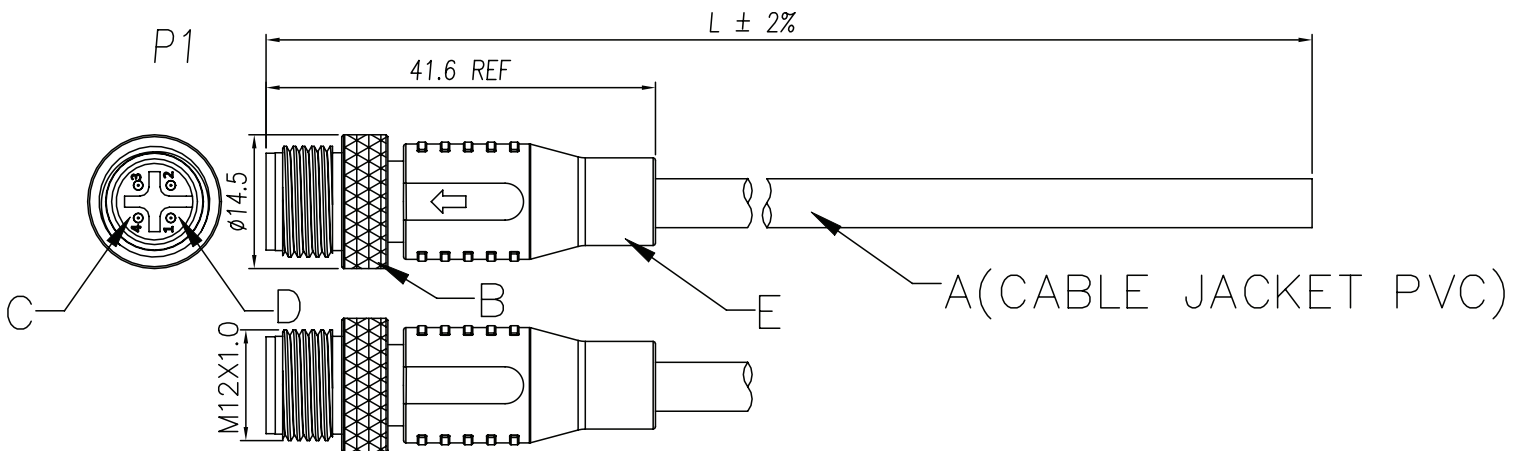 P1
L ± 2%
41.6 REF
3 2
4 1
ø14.5
C
D
B
E
A(CABLE JACKET PVC)
M12X1.0